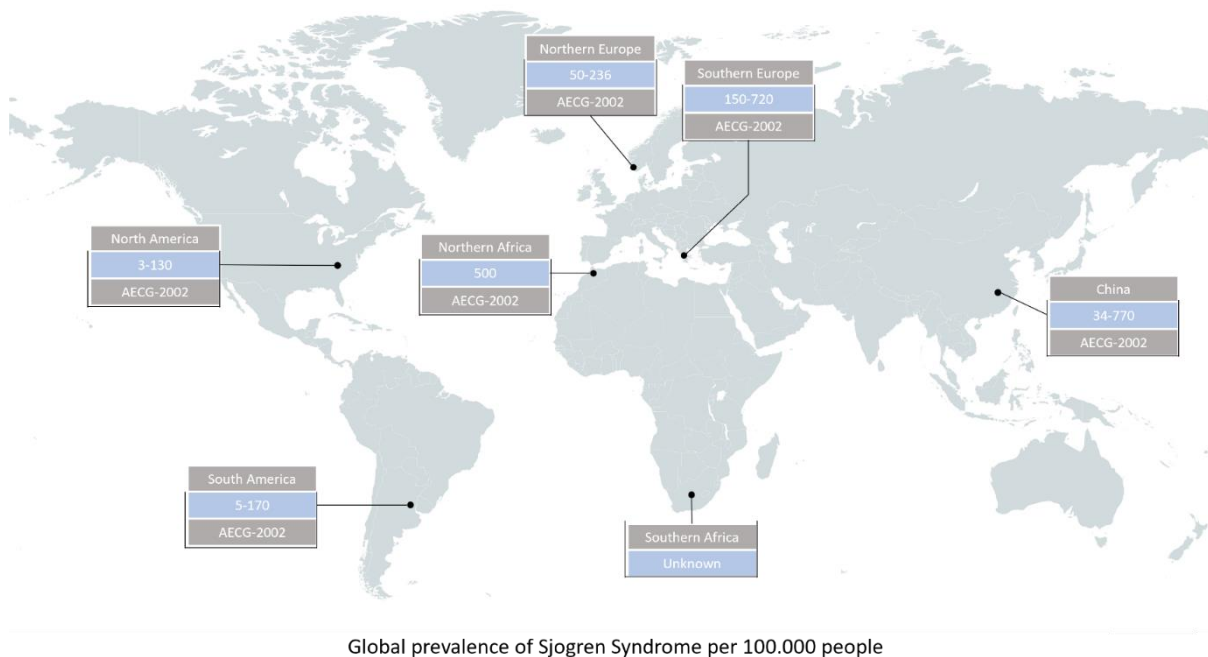 Northern Europe
50-236
AECG-2002
Southern Europe
150-720
AECG-2002
North America
3-130
AECG-2002
Northern Africa
500
AECG-2002
China
34-770
AECG-2002
South America
5-170
AECG-2002
Southern Africa
Unknown
Global prevalence of Sjogren Syndrome per 100.000 people